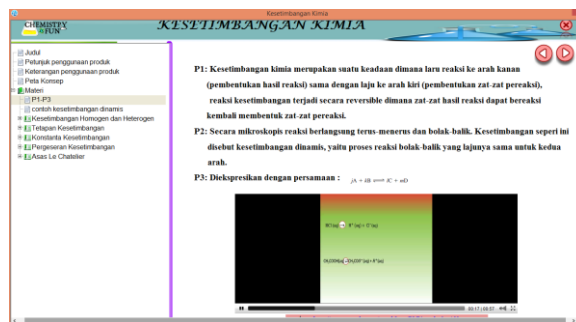 Kesetimbangan Kimia
CHEMISTRY
FUN
KESETIMBANGAN KIMIA
Judul
Petunjuk penggunaan produk
Keterangan penggunaan produk
Peta Konsep
Materi
P1-P3
contoh kesetimbangan dinamis
Kesetimbangan Homogen dan Heterogen
Tetapan Kesetimbangan
Konstanta Kesetimbangan
Pergeseran Kesetimbangan
Asas Le Chatelier
P1: Kesetimbangan kimia merupakan suatu keadaan dimana laru reaksi ke arah kanan
(pembentukan hasil reaksi) sama dengan laju ke arah kiri (pembentukan zat-zat pereaksi),
reaksi kesetimbangan terjadi secara reversible dimana zat-zat hasil reaksi dapat bereaksi
kembali membentuk zat-zat pereaksi.
P2: Secara mikroskopis reaksi berlangsung terus-menerus dan bolak-balik. Kesetimbangan seperi ini
disebut kesetimbangan dinamis, yaitu proses reaksi bolak-balik yang lajunya sama untuk kedua
arah.
P3: Diekspresikan dengan persamaan :